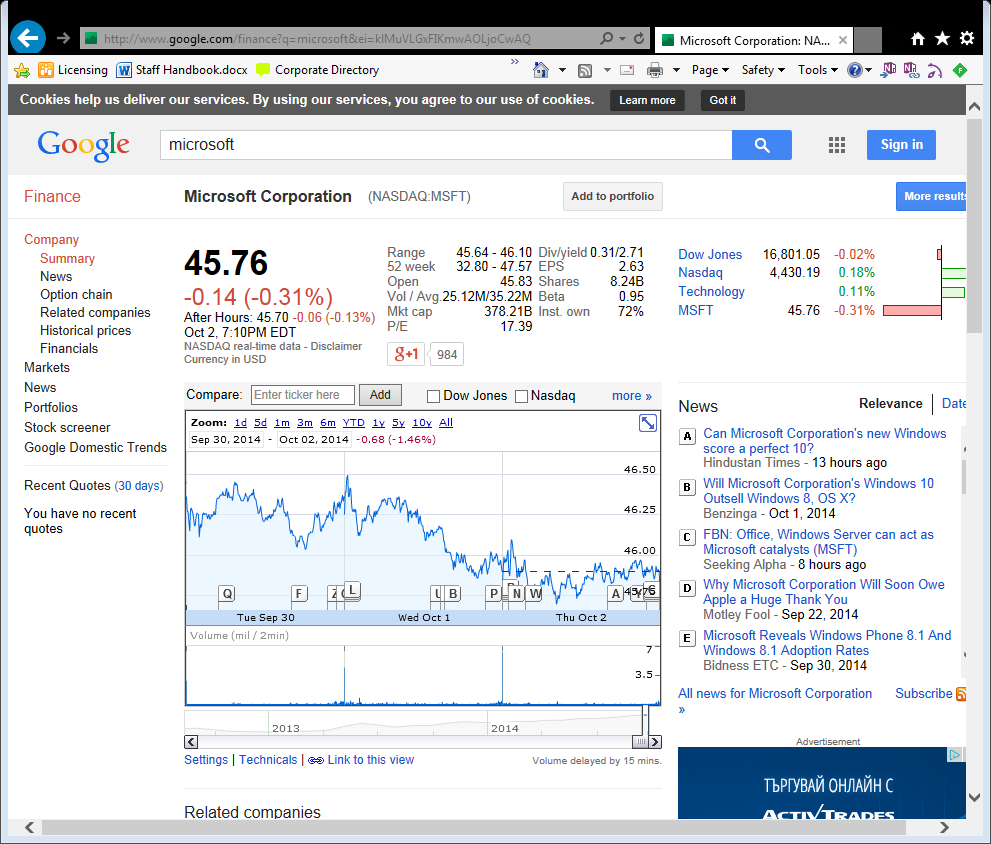 http://www.google.com/finance?q=microsoft&ei=kIMuVLGxFIKmwAOLjoCwAQ
Microsoft Corporation: NA...
Licensing Staff Handbook.docx Corporate Directory » Page Safety Tools
Cookies help us deliver our services. By using our services, you agree to our use of cookies. Learn more Got it
Google microsoft Sign in
Finance Microsoft Corporation (NASDAQ:MSFT) Add to portfolio More results
Company
Summary
News
Option chain
Related companies
Historical prices
Financials
Markets
News
Portfolios
Stock screener
Google Domestic Trends
Recent Quotes (30 days)
You have no recent
quotes
45.76
-0.14 (-0.31%)
After Hours: 45.70 -0.06 (-0.13%)
Oct 2, 7:10PM EDT
NASDAQ real-time data - Disclaimer
Currency in USD
Range 45.64 - 46.10 Div/yield 0.31/2.71
52 week 32.80 - 47.57 EPS 2.63
Open 45.83 Shares 8.24B
Vol / Avg. 25.12M/35.22M Beta 0.95
Mkt cap 378.21B Inst. own 72%
P/E 17.39
g+1 984
Dow Jones 16,801.05 -0.02%
Nasdaq 4,430.19 0.18%
Technology 0.11%
MSFT 45.76 -0.31%
Compare: Enter ticker here Add Dow Jones Nasdaq more »
Zoom: 1d 5d 1m 3m 6m YTD 1y 5y 10y All
Sep 30, 2014 - Oct 02, 2014 -0.68 (-1.46%)
46.50
46.25
46.00
45.75
Q F Z L U B P N W A
Tue Sep 30 Wed Oct 1 Thu Oct 2
Volume (mil / 2min)
7
3.5
2013 2014
Settings | Technicals | Link to this view Volume delayed by 15 mins.
Related companies
News Relevance Date
A Can Microsoft Corporation's new Windows
score a perfect 10?
Hindustan Times - 13 hours ago
B Will Microsoft Corporation's Windows 10
Outsell Windows 8, OS X?
Benzinga - Oct 1, 2014
C FBN: Office, Windows Server can act as
Microsoft catalysts (MSFT)
Seeking Alpha - 8 hours ago
D Why Microsoft Corporation Will Soon Owe
Apple a Huge Thank You
Motley Fool - Sep 22, 2014
E Microsoft Reveals Windows Phone 8.1 And
Windows 8.1 Adoption Rates
Bidness ETC - Sep 30, 2014
All news for Microsoft Corporation Subscribe
»
Advertisement
ТЪРГУВАЙ ОНЛАЙН С
ACTIVTRADES